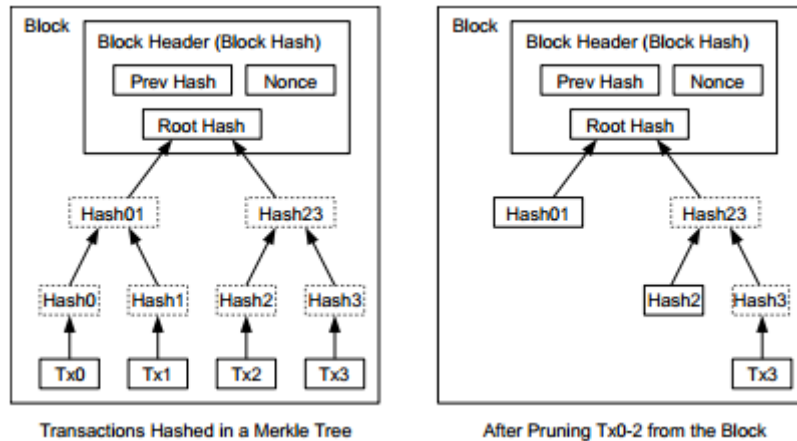 Block
Block Header (Block Hash)
Prev Hash
Nonce
Root Hash
Hash01
Hash23
Hash0
Hash1
Hash2
Hash3
Tx0
Tx1
Tx2
Tx3
Transactions Hashed in a Merkle Tree
Block
Block Header (Block Hash)
Prev Hash
Nonce
Root Hash
Hash01
Hash23
Hash2
Hash3
Tx3
After Pruning Tx0-2 from the Block